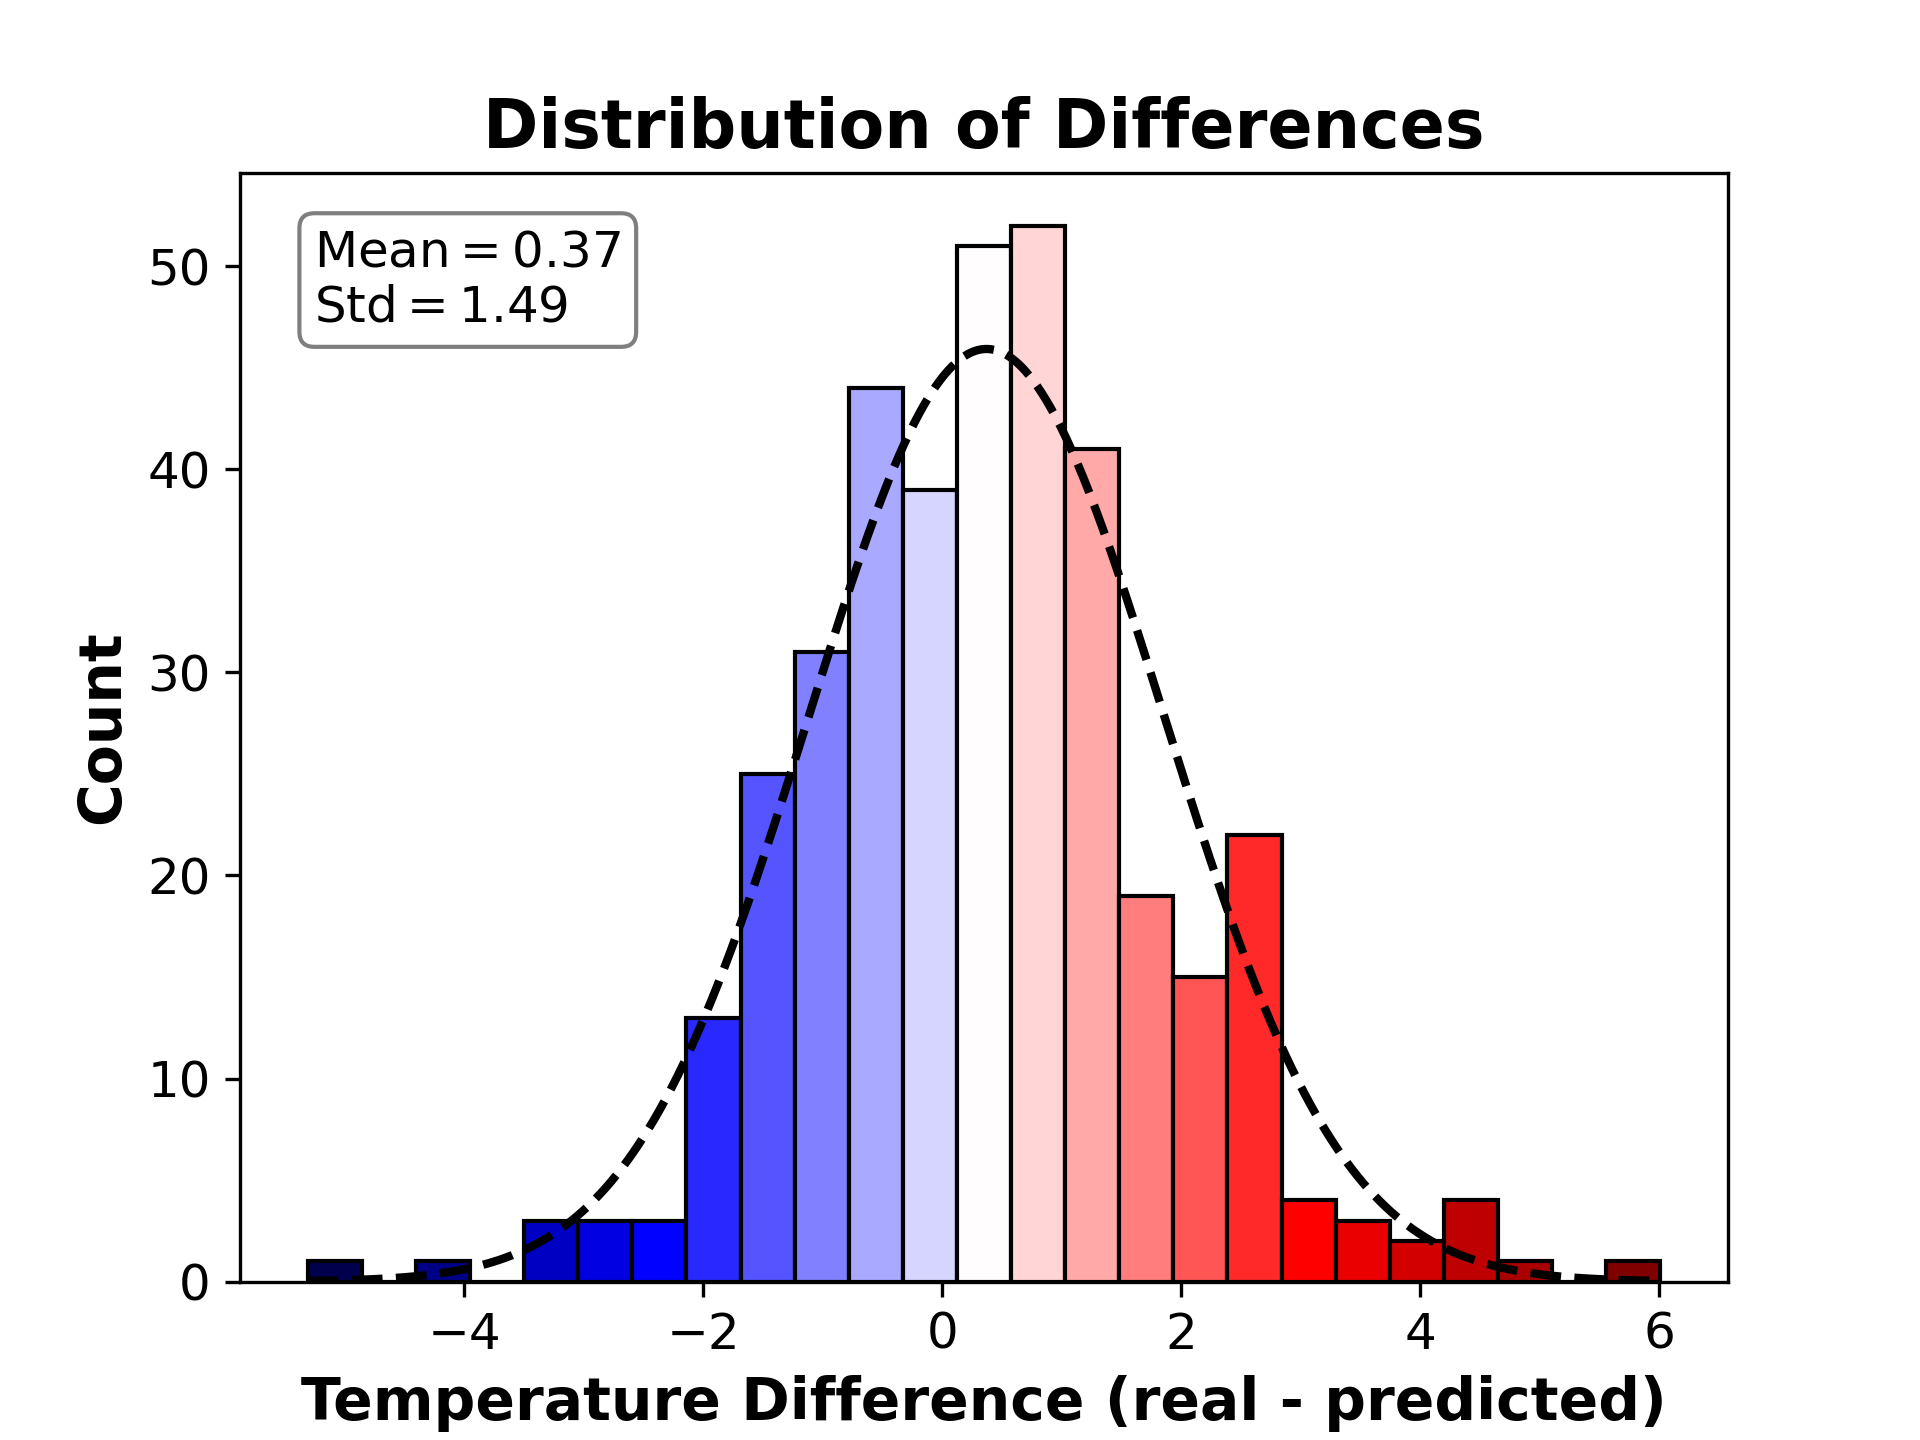 Distribution of Differences
Mean = 0.37
Std = 1.49
50
40
30
20
10
0
Count
−4 −2 0 2 4 6
Temperature Difference (real - predicted)